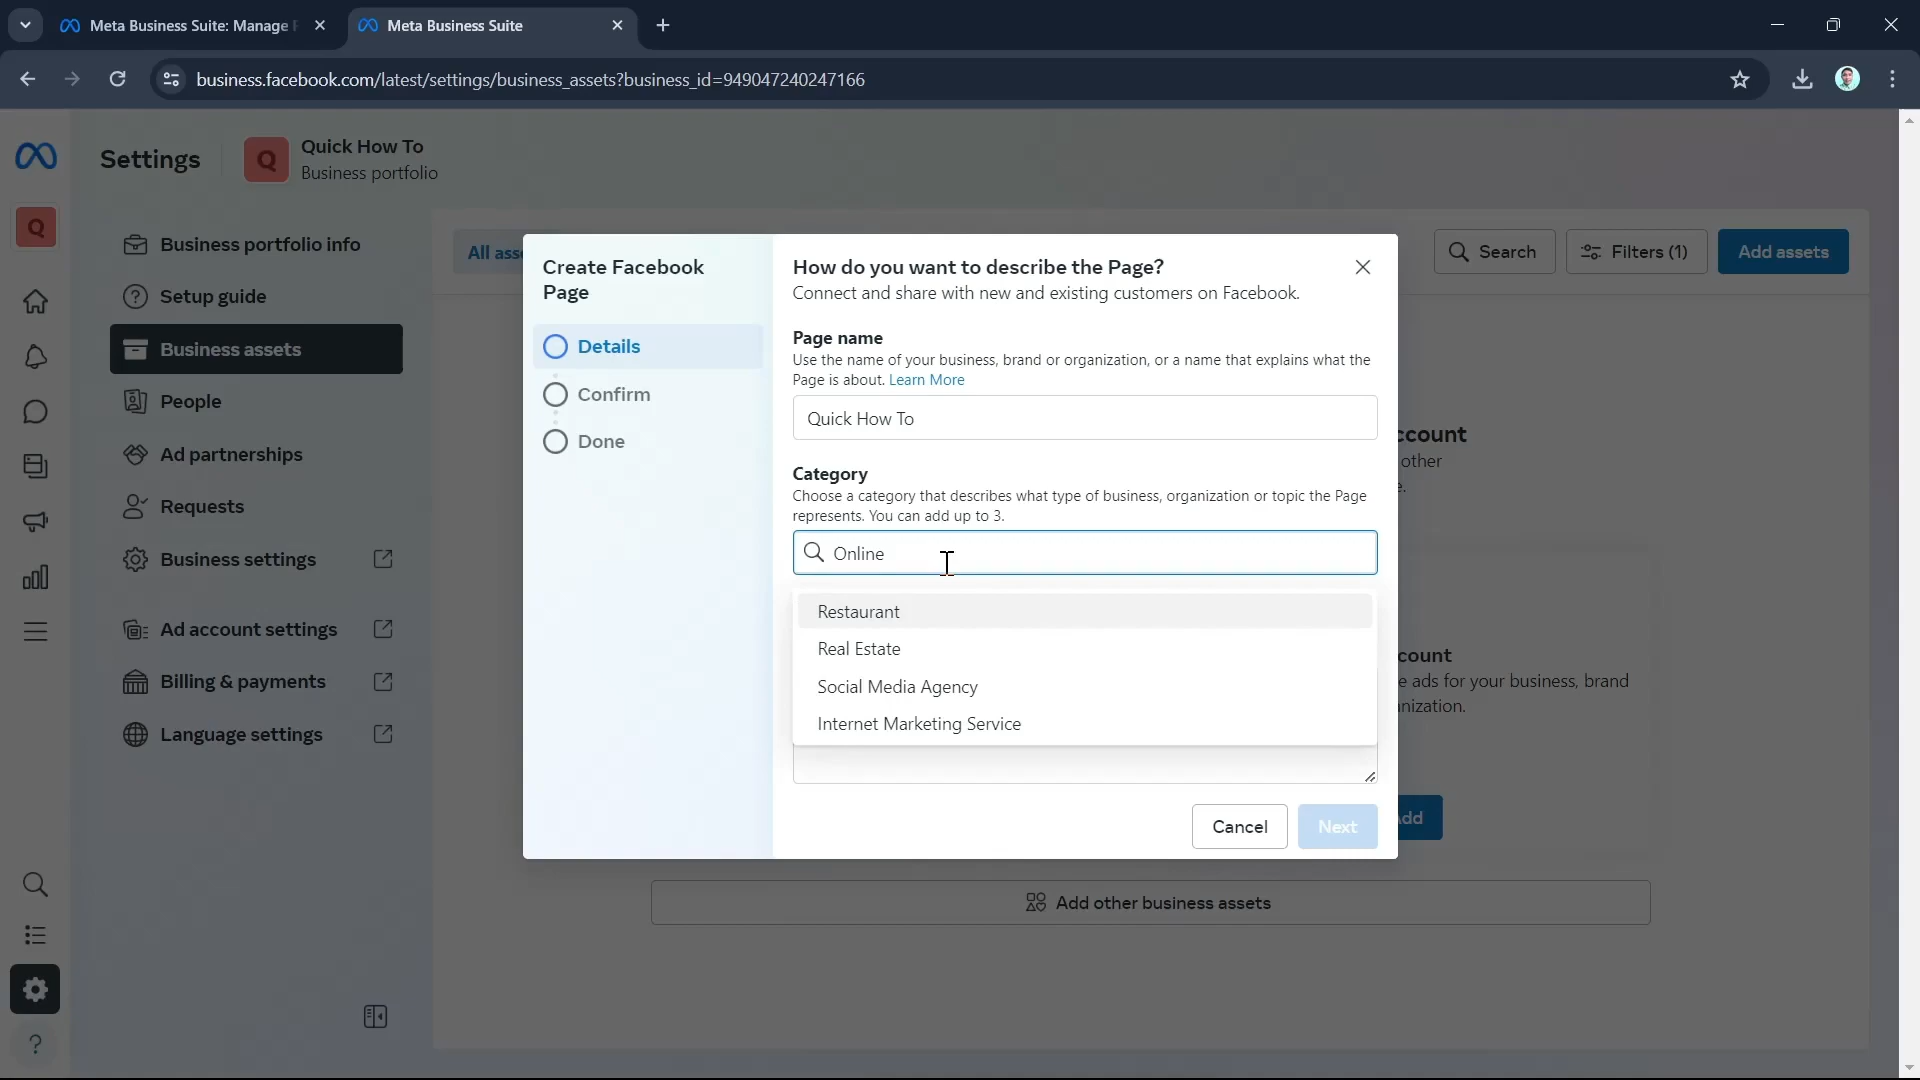 Meta Business Suite: Manage
Meta Business Suite
business.facebook.com/latest/settings/business_assets?business_id=949047240247166
Settings
Q
Quick How To
Business portfolio
Q
Business portfolio info
Setup guide
Business assets
People
Ad partnerships
Requests
Business settings
Ad account settings
Billing & payments
Language settings
All ass
Search
Filters (1)
Add assets
Create Facebook
Page
Details
Confirm
Done
How do you want to describe the Page?
Connect and share with new and existing customers on Facebook.
Page name
Use the name of your business, brand or organization, or a name that explains what the
Page is about. Learn More
Quick How To
Category
Choose a category that describes what type of business, organization or topic the Page
represents. You can add up to 3.
Online
Restaurant
Real Estate
Social Media Agency
Internet Marketing Service
Cancel
Next
ccount
other
e.
count
e ads for your business, brand
nization.
dd
Add other business assets
?